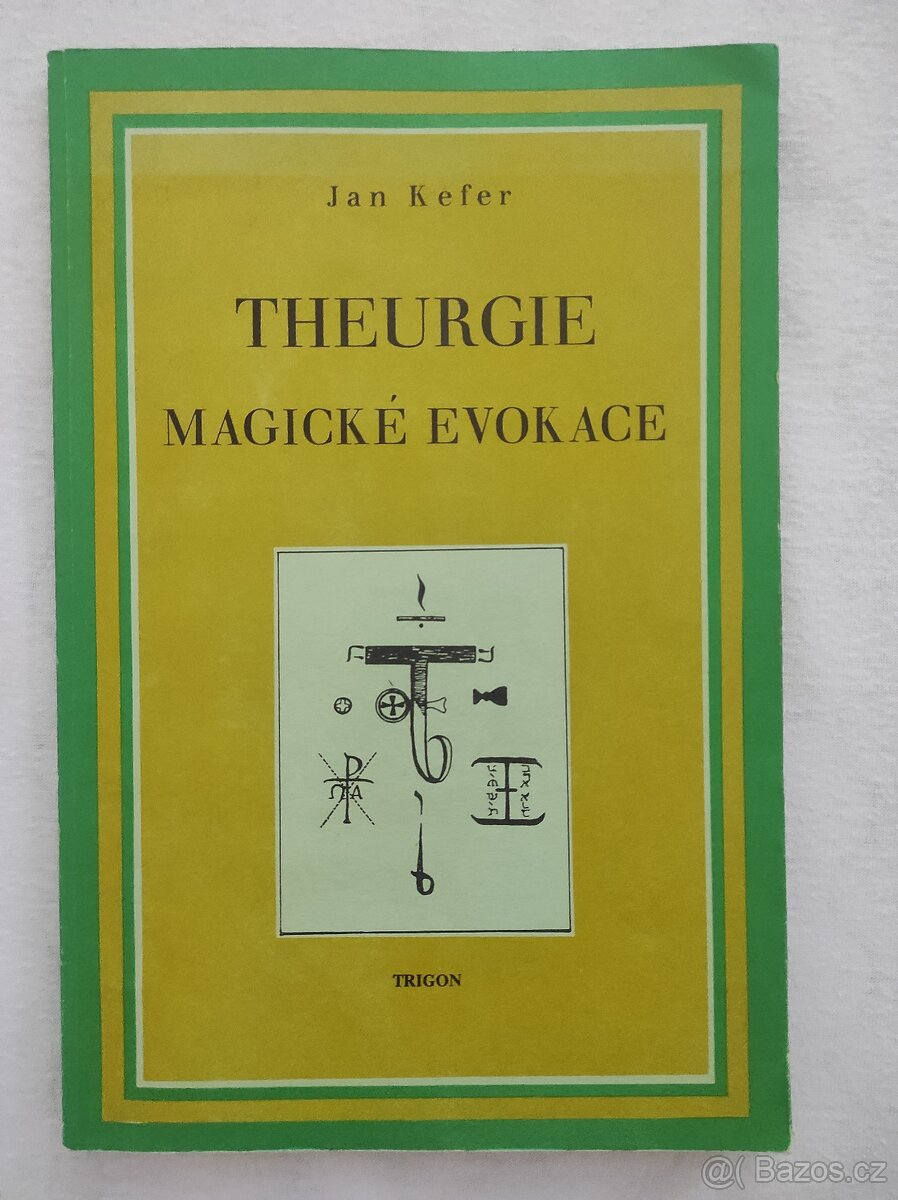 Jan Kefer
THEURGIE
MAGICKÉ EVOKACE
P
Ω A
TRIGON
@( Bazos.cz